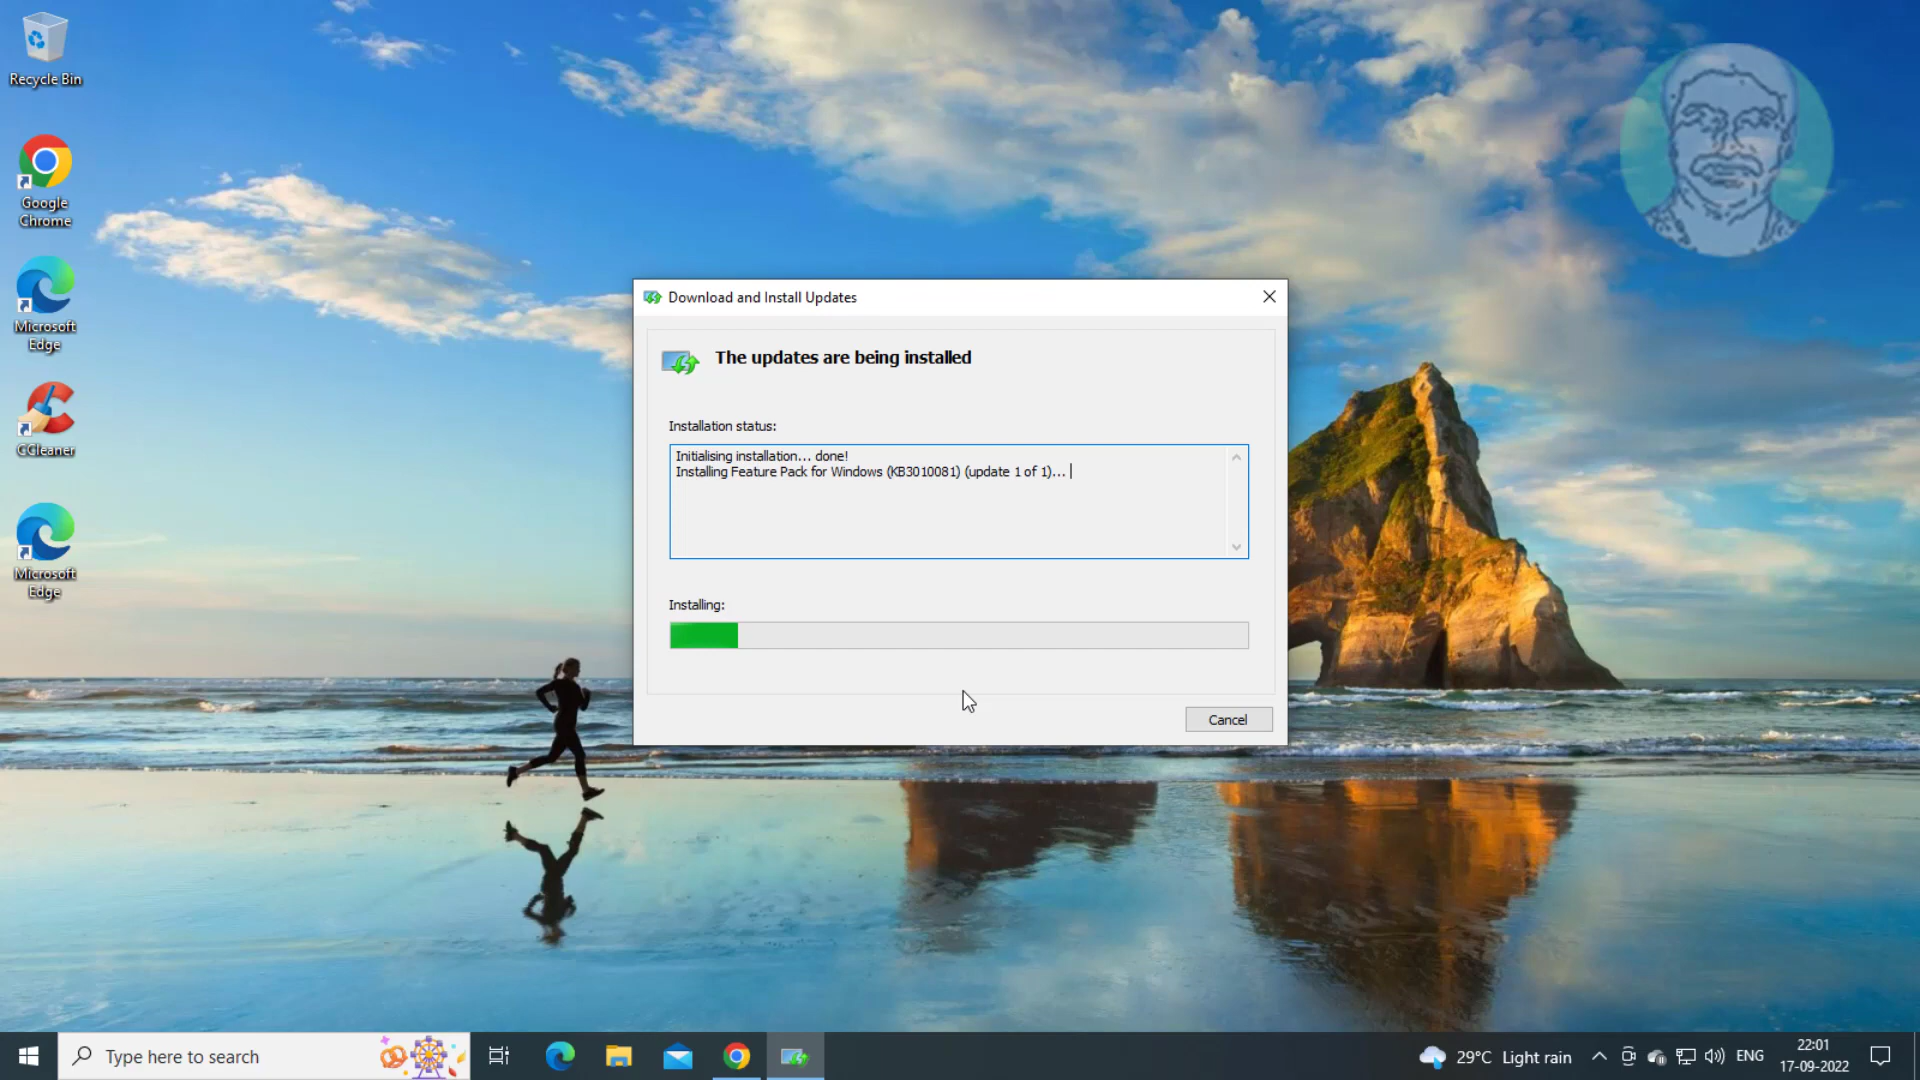 Recycle Bin
Google
Chrome
Microsoft
Edge
CCleaner
Microsoft
Edge
Download and Install Updates
The updates are being installed
Installation status:
Initialising installation... done!
Installing Feature Pack for Windows (KB3010081) (update 1 of 1)...
Installing:
Cancel
Type here to search
29°C Light rain
ENG
22:01
17-09-2022